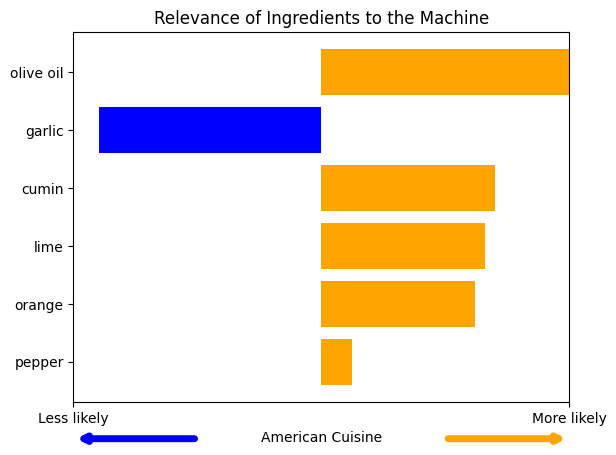 Relevance of Ingredients to the Machine
olive oil
garlic
cumin
lime
orange
pepper
Less likely
More likely
American Cuisine